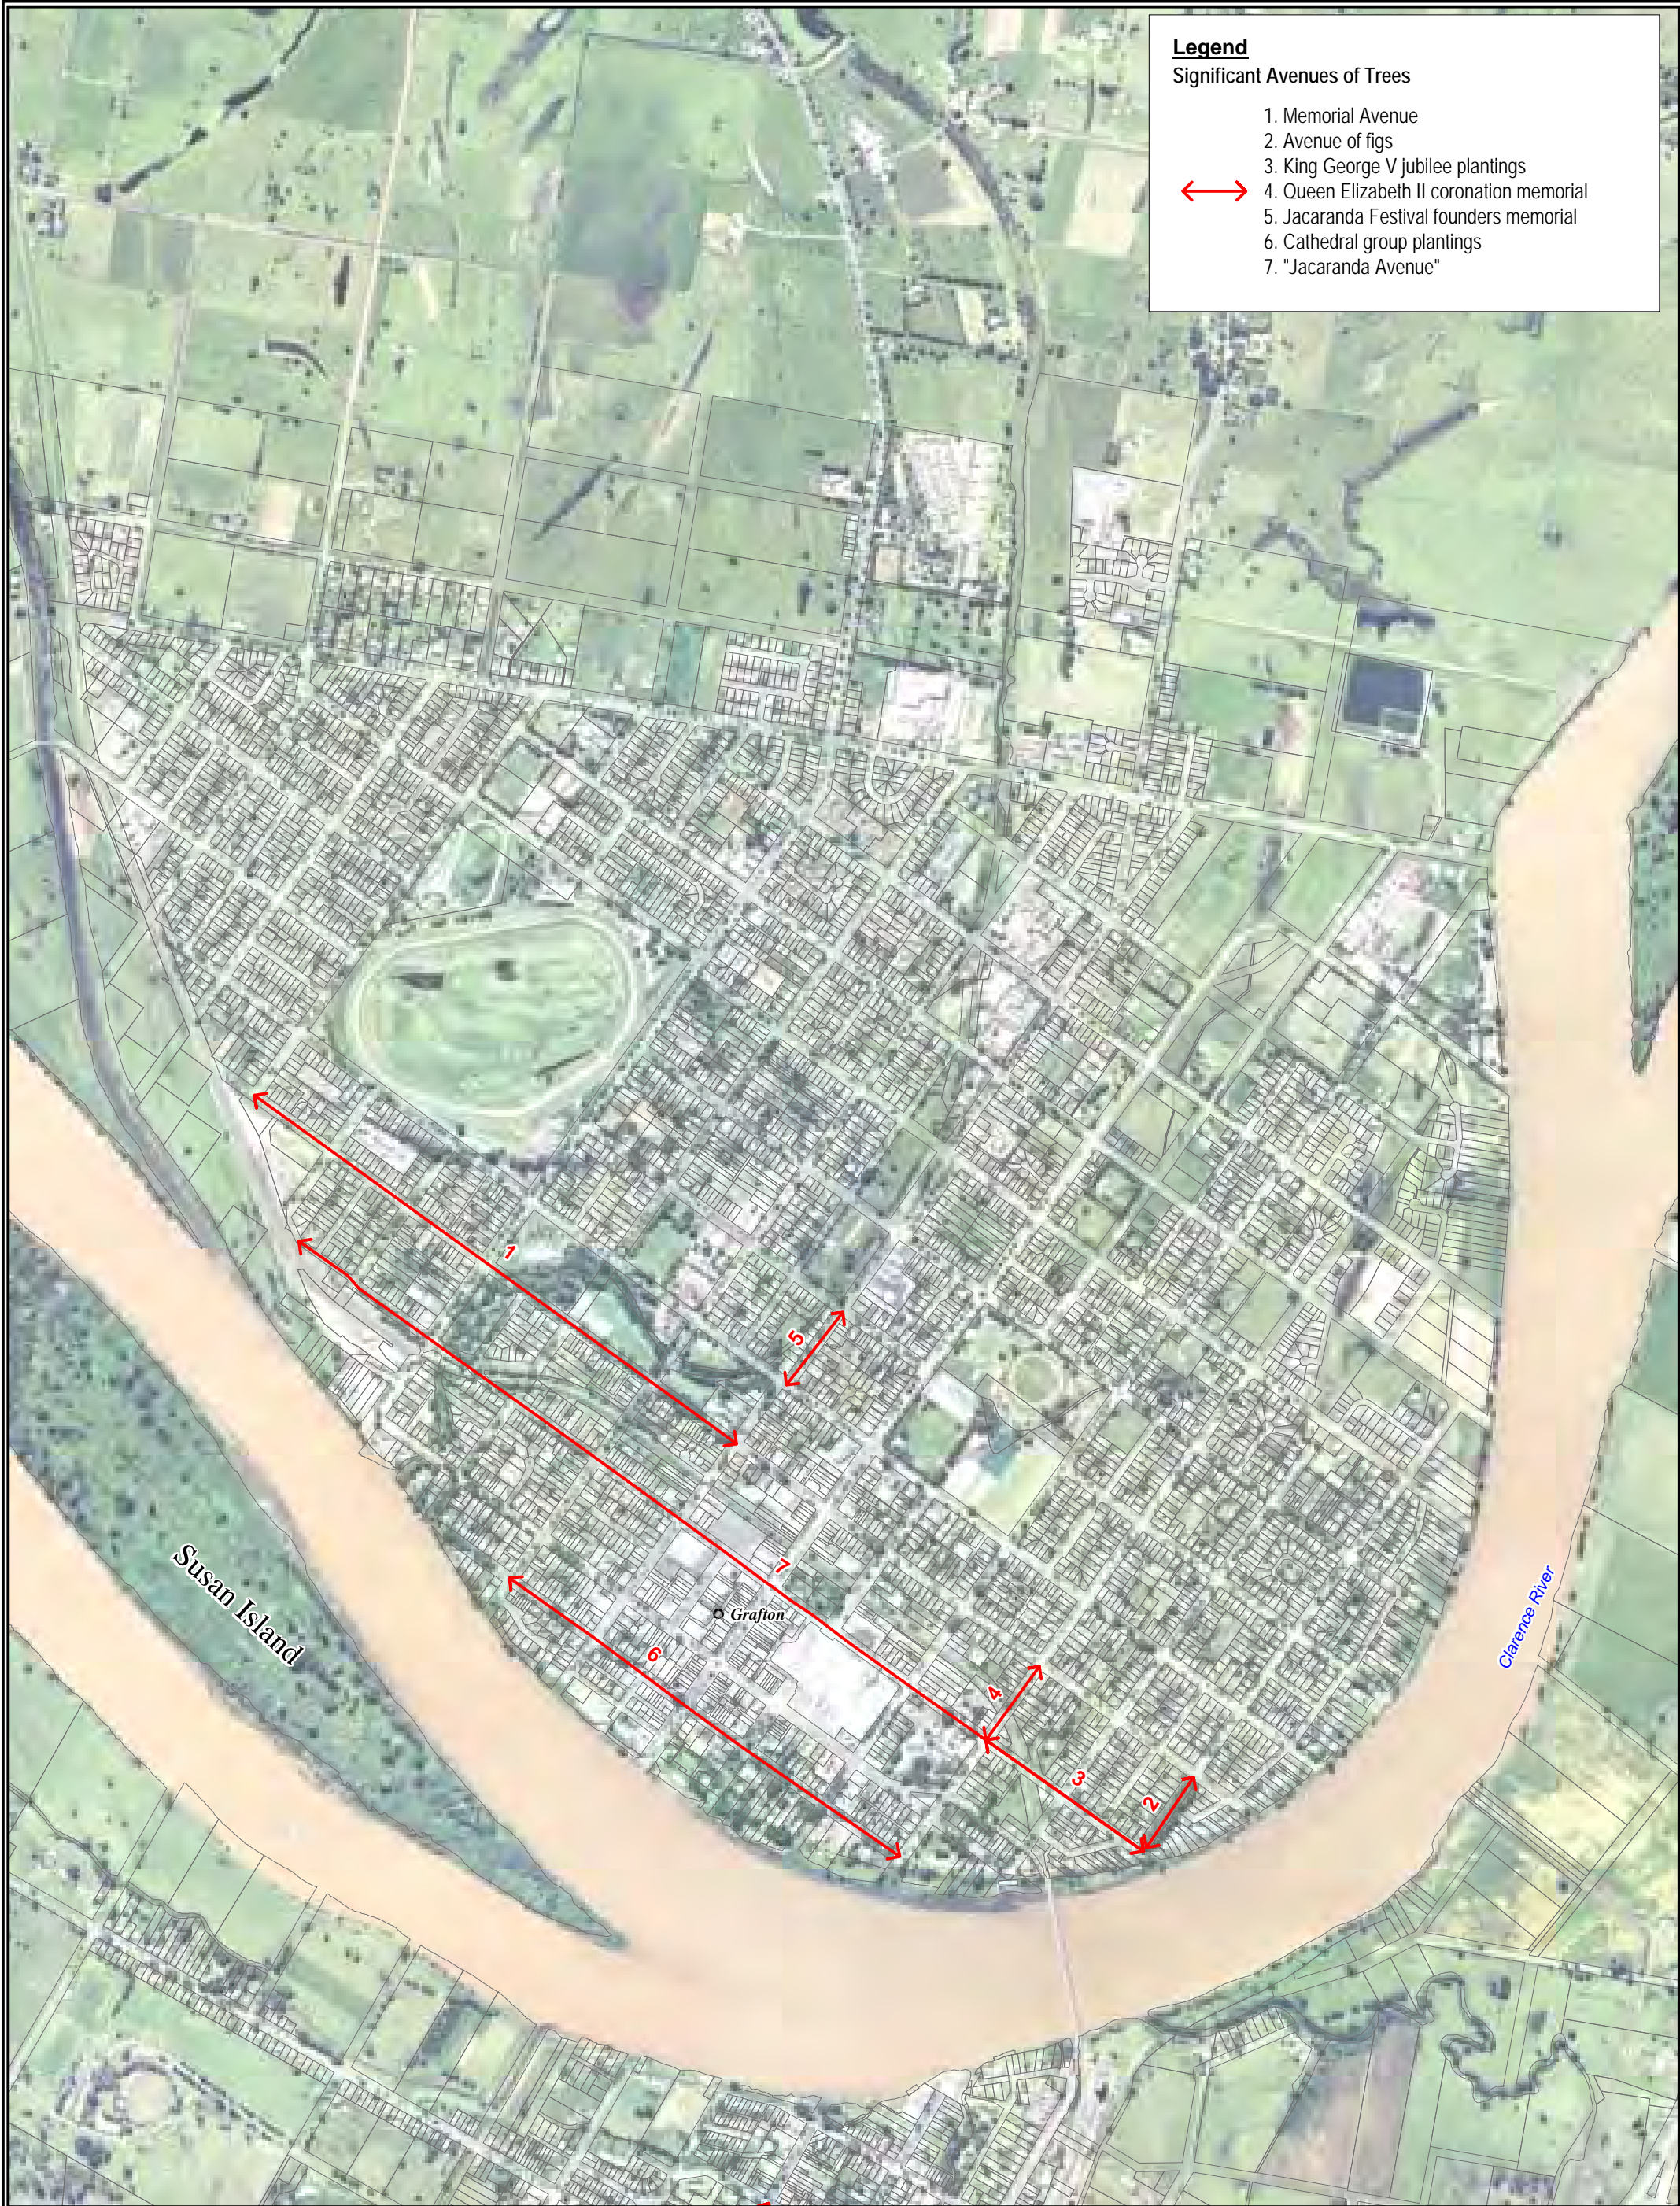 Legend
Significant Avenues of Trees
1. Memorial Avenue
2. Avenue of figs
3. King George V jubilee plantings
4. Queen Elizabeth II coronation memorial
5. Jacaranda Festival founders memorial
6. Cathedral group plantings
7. "Jacaranda Avenue"
1
5
7
Susan Island
Grafton
Clarence River
6
4
3
2